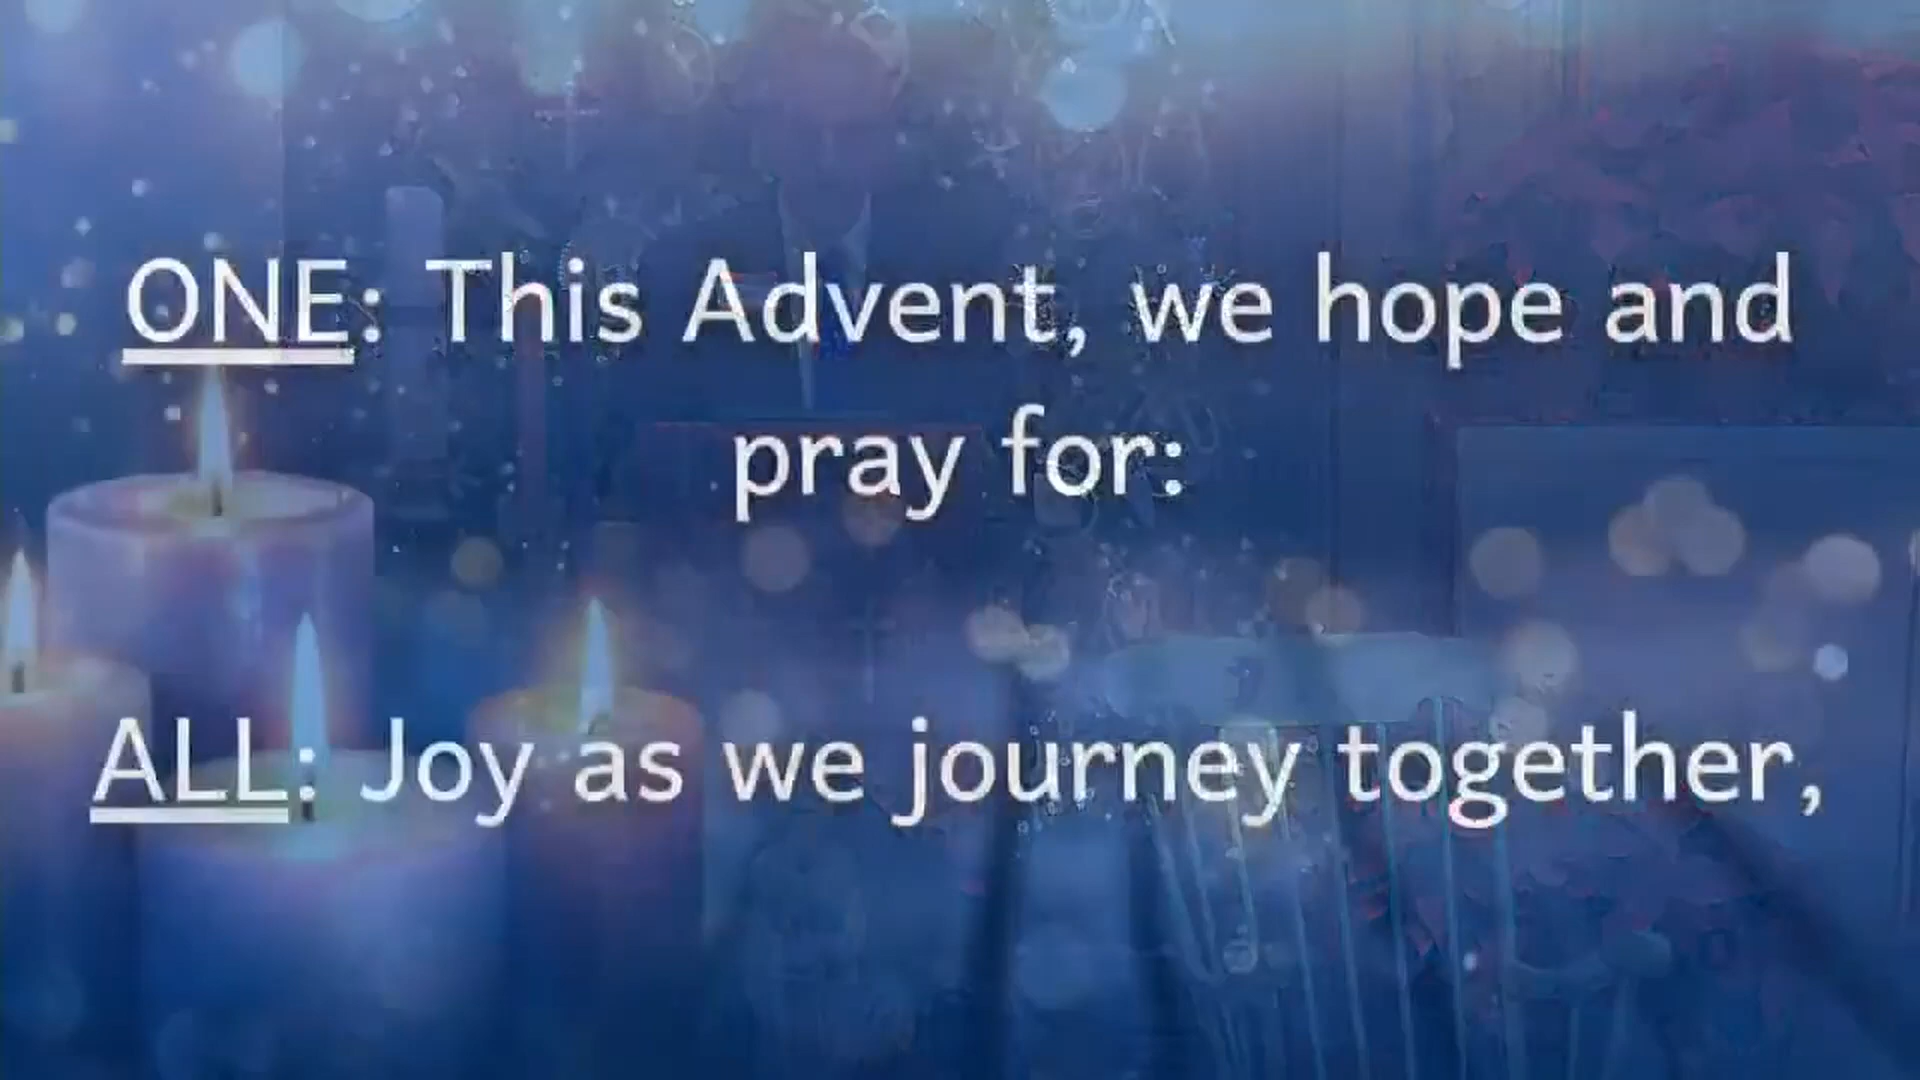 ONE: This Advent, we hope and
pray for:
ALL: Joy as we journey together,